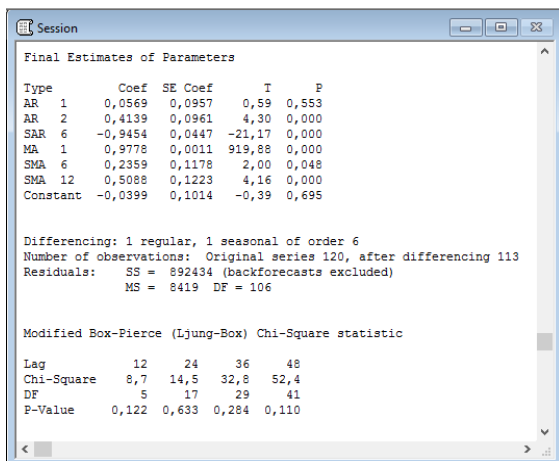 Session
Final Estimates of Parameters
Type Coef SE Coef T P
AR 1 0,0569 0,0957 0,59 0,553
AR 2 0,4139 0,0961 4,30 0,000
SAR 6 -0,9454 0,0447 -21,17 0,000
MA 1 0,9778 0,0011 919,88 0,000
SMA 6 0,2359 0,1178 2,00 0,048
SMA 12 0,5088 0,1223 4,16 0,000
Constant -0,0399 0,1014 -0,39 0,695
Differencing: 1 regular, 1 seasonal of order 6
Number of observations: Original series 120, after differencing 113
Residuals: SS = 892434 (backforecasts excluded)
MS = 8419 DF = 106
Modified Box-Pierce (Ljung-Box) Chi-Square statistic
Lag 12 24 36 48
Chi-Square 8,7 14,5 32,8 52,4
DF 5 17 29 41
P-Value 0,122 0,633 0,284 0,110